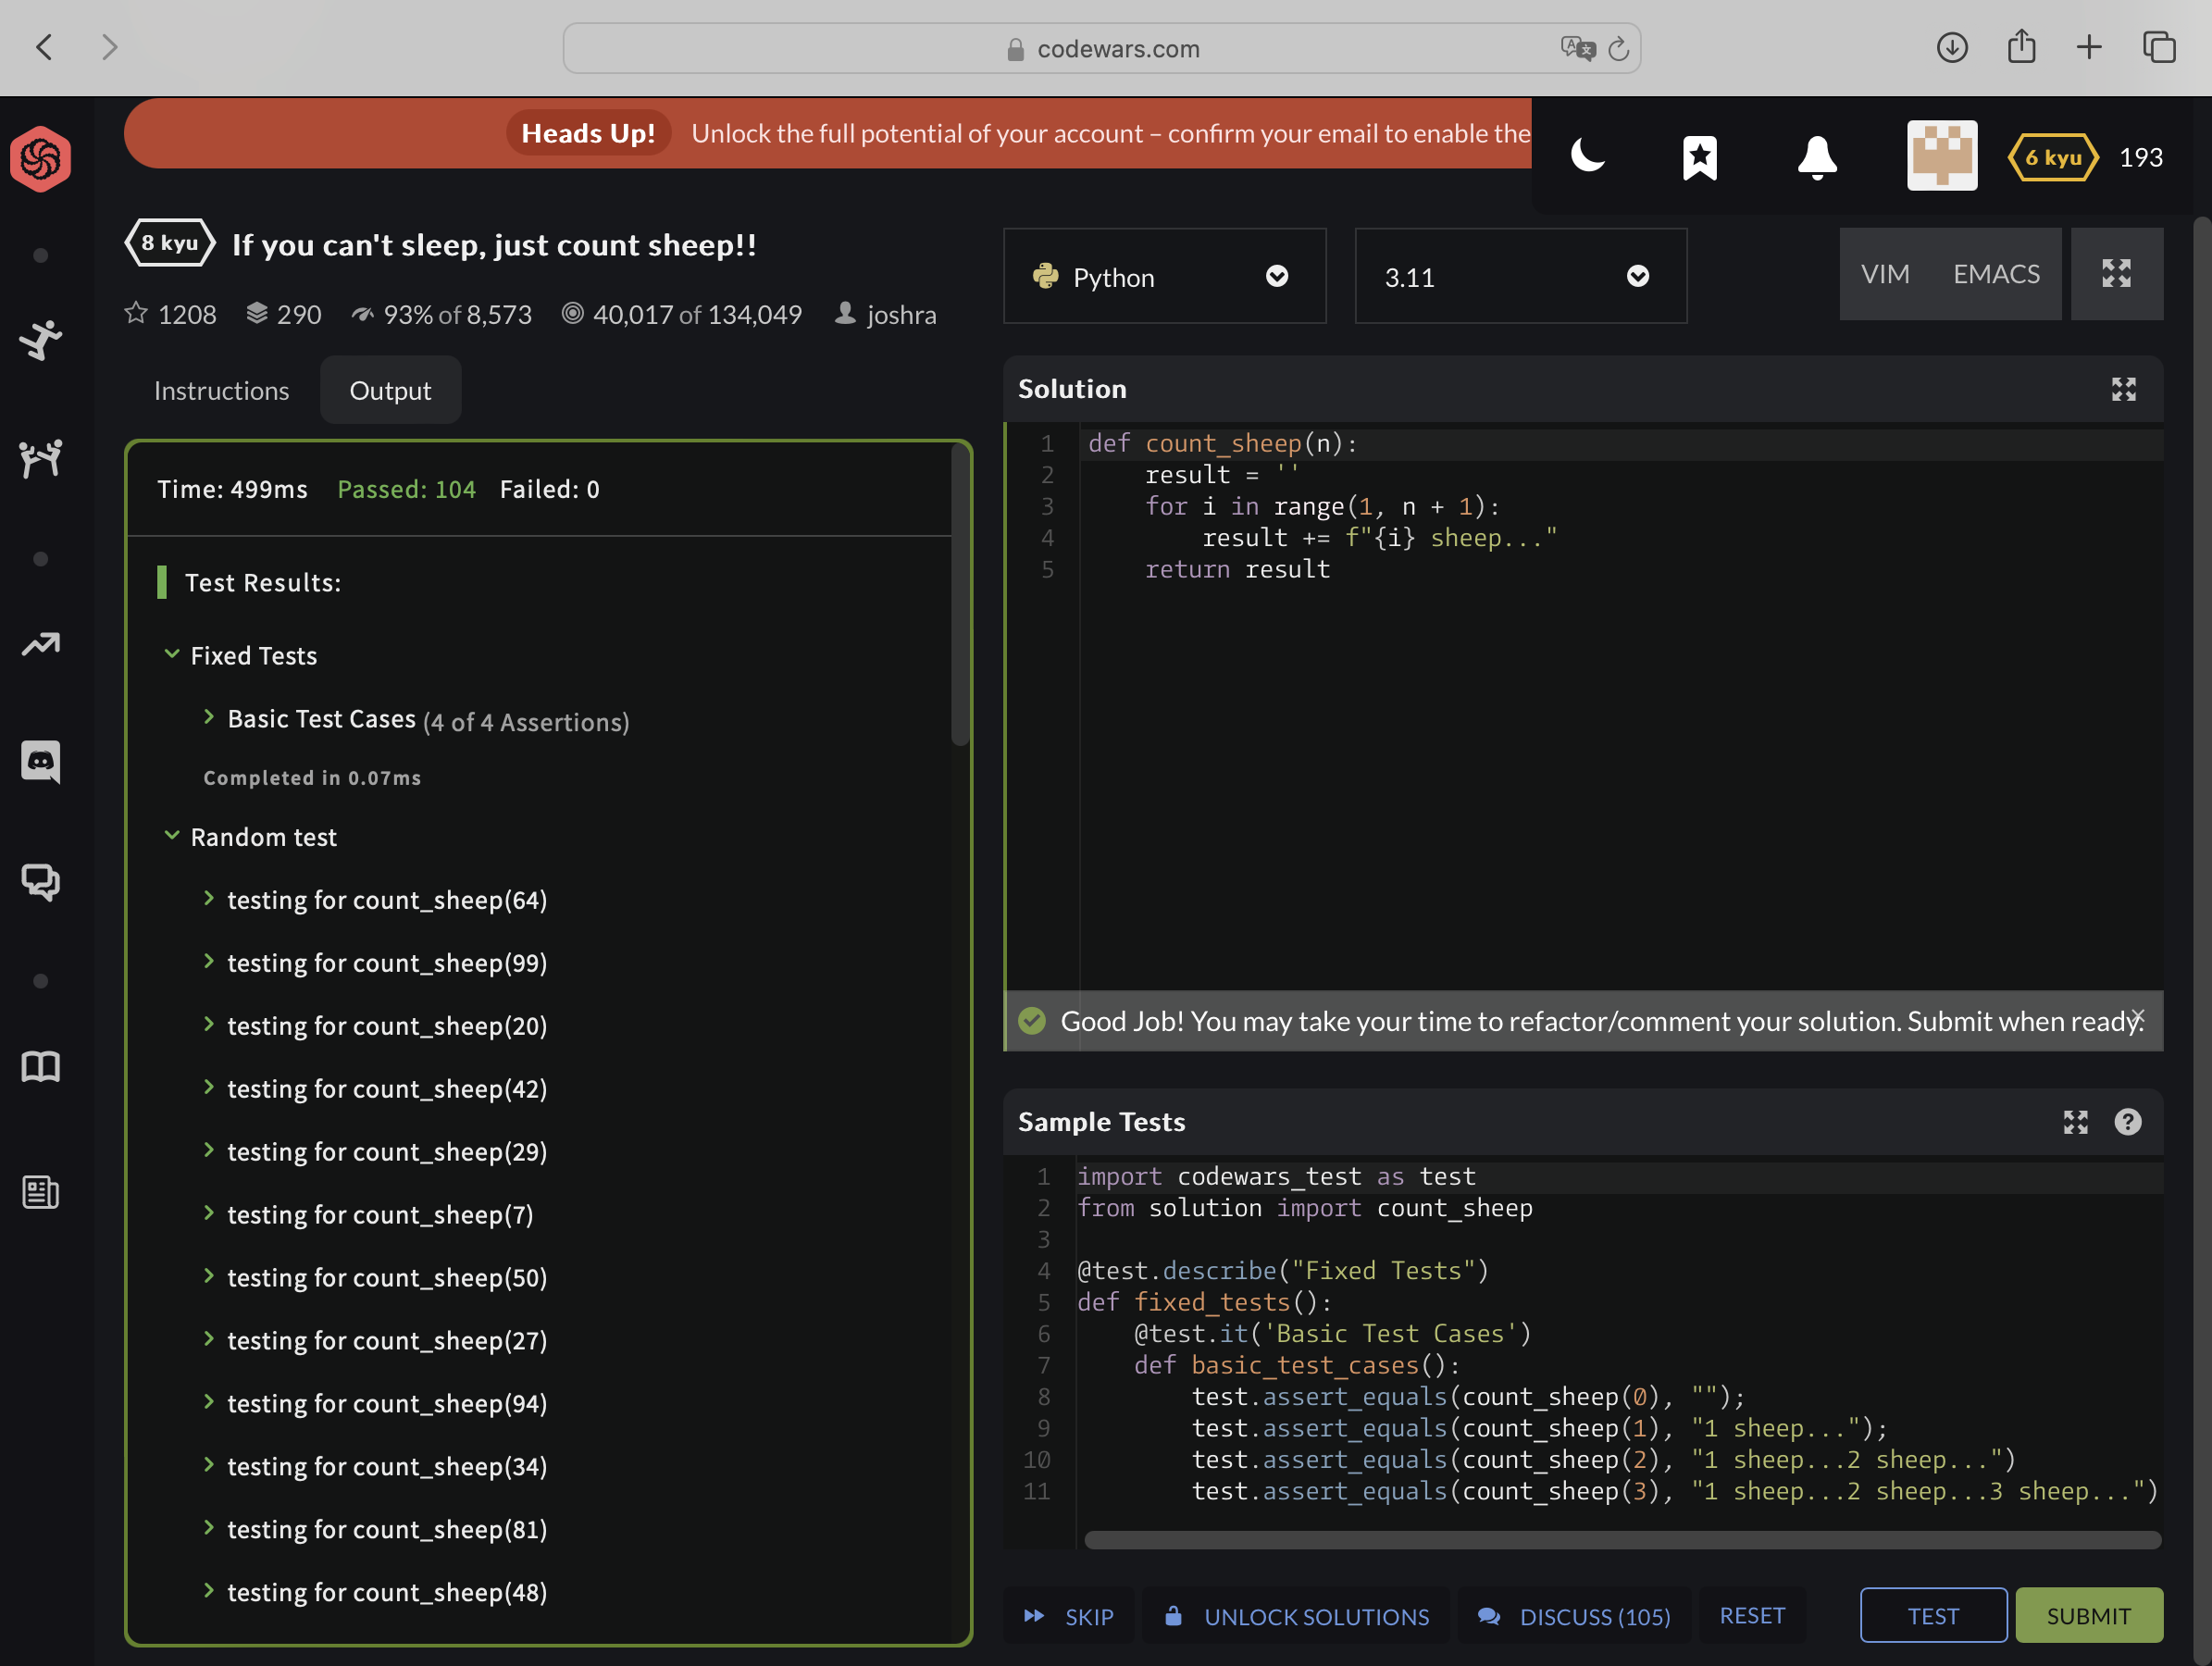 codewars.com
Heads Up! Unlock the full potential of your account – confirm your email to enable the
6 kyu 193
8 kyu If you can't sleep, just count sheep!!
1208 290 93% of 8,573 40,017 of 134,049 joshra
Python
3.11
VIM EMACS
Instructions Output
Time: 499ms Passed: 104 Failed: 0
Test Results:
Fixed Tests
Basic Test Cases (4 of 4 Assertions)
Completed in 0.07ms
Random test
testing for count_sheep(64)
testing for count_sheep(99)
testing for count_sheep(20)
testing for count_sheep(42)
testing for count_sheep(29)
testing for count_sheep(7)
testing for count_sheep(50)
testing for count_sheep(27)
testing for count_sheep(94)
testing for count_sheep(34)
testing for count_sheep(81)
testing for count_sheep(48)
Solution
1 def count_sheep(n):
2     result = ''
3     for i in range(1, n + 1):
4         result += f"{i} sheep..."
5     return result
Good Job! You may take your time to refactor/comment your solution. Submit when ready.
Sample Tests
1 import codewars_test as test
2 from solution import count_sheep
3
4 @test.describe("Fixed Tests")
5 def fixed_tests():
6     @test.it('Basic Test Cases')
7     def basic_test_cases():
8         test.assert_equals(count_sheep(0), "");
9         test.assert_equals(count_sheep(1), "1 sheep...");
10         test.assert_equals(count_sheep(2), "1 sheep...2 sheep...")
11         test.assert_equals(count_sheep(3), "1 sheep...2 sheep...3 sheep...")
SKIP UNLOCK SOLUTIONS DISCUSS (105) RESET TEST SUBMIT